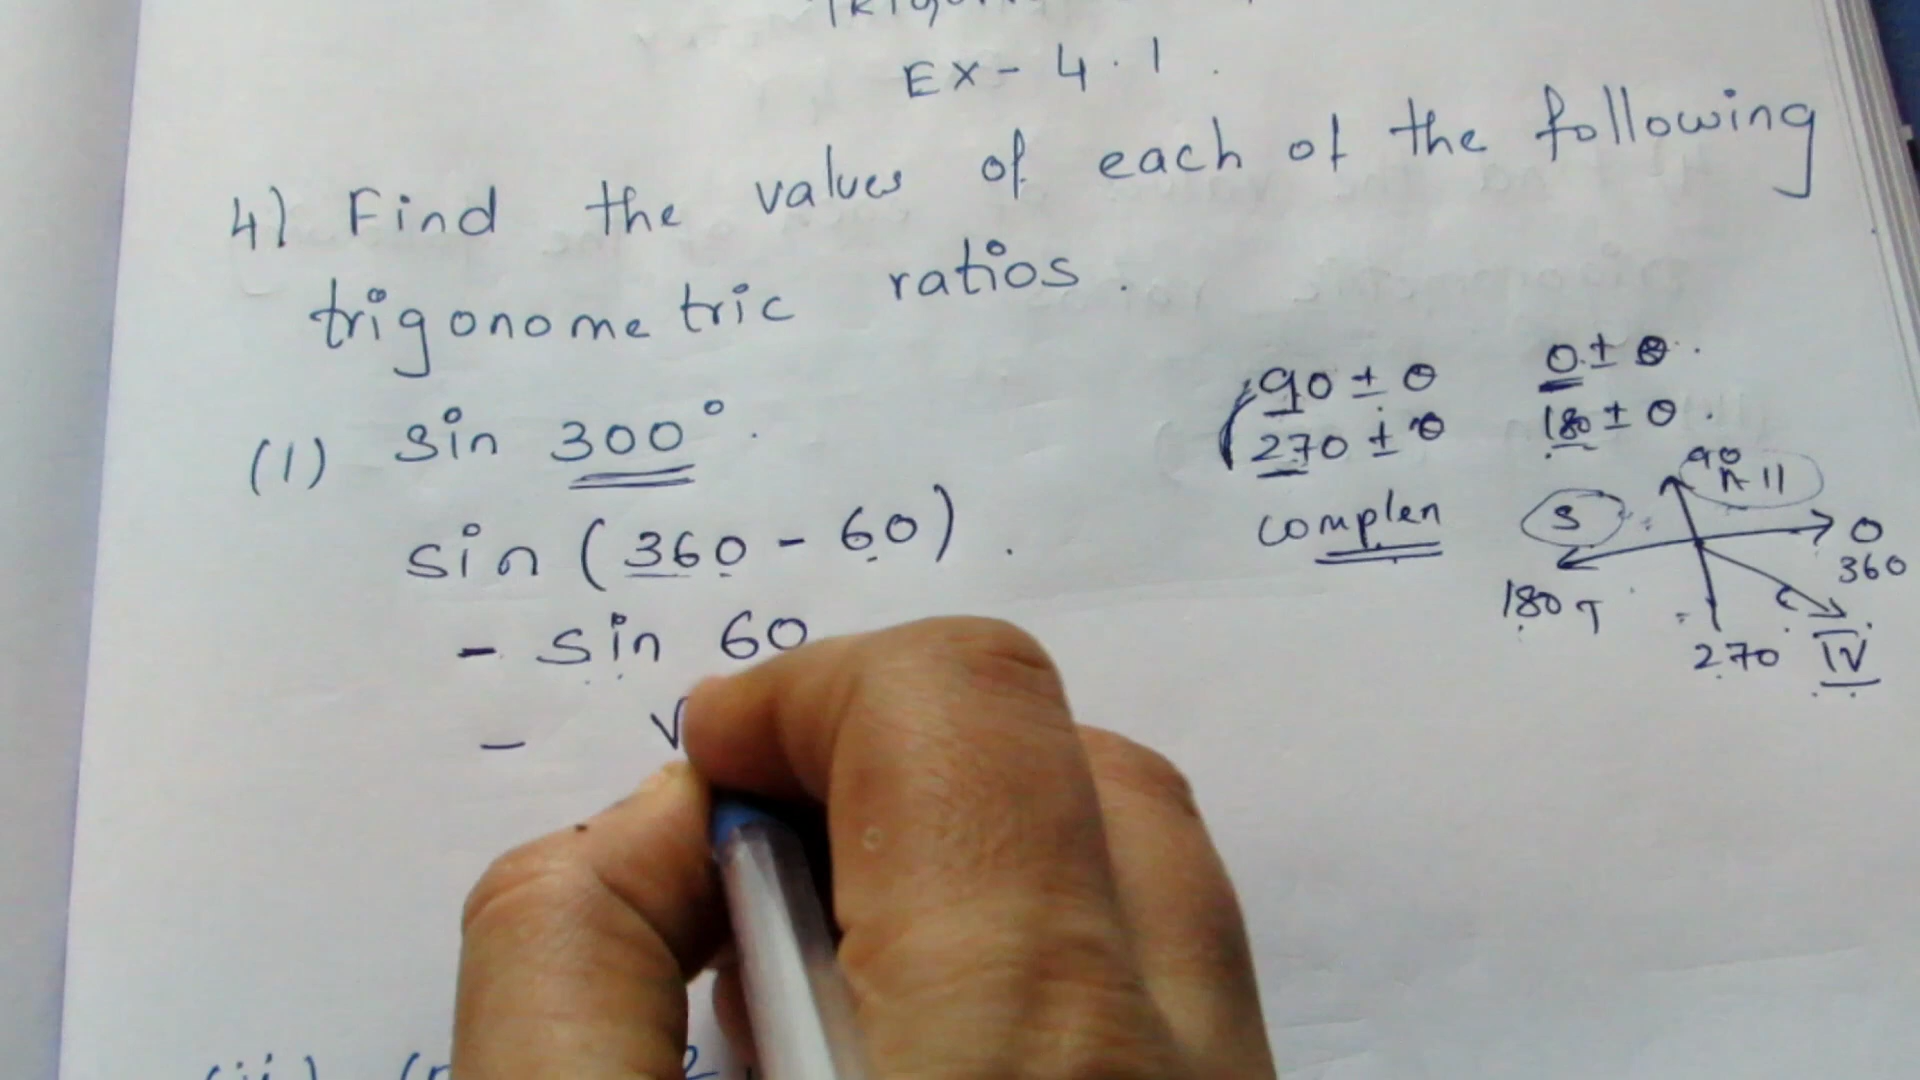 EX - 4.1.
4) Find the values of each of the following
trigonometric ratios.
(1) sin 300°.
sin (360 - 60).
- sin 60
- √
90 ± θ 0 ± θ.
270 ± θ 180 ± θ.
complen
90
A 11
S
0
360
180 T
C
270 IV
(ii)